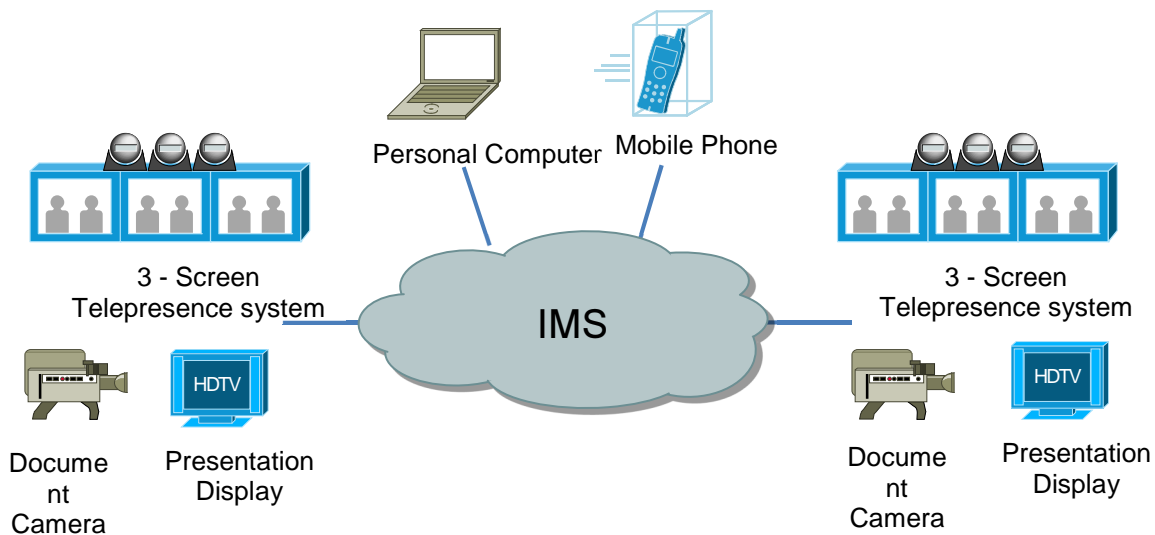 Personal Computer
Mobile Phone
3 - Screen
Telepresence system
3 - Screen
Telepresence system
IMS
HDTV
HDTV
Docume
nt
Camera
Presentation
Display
Docume
nt
Camera
Presentation
Display